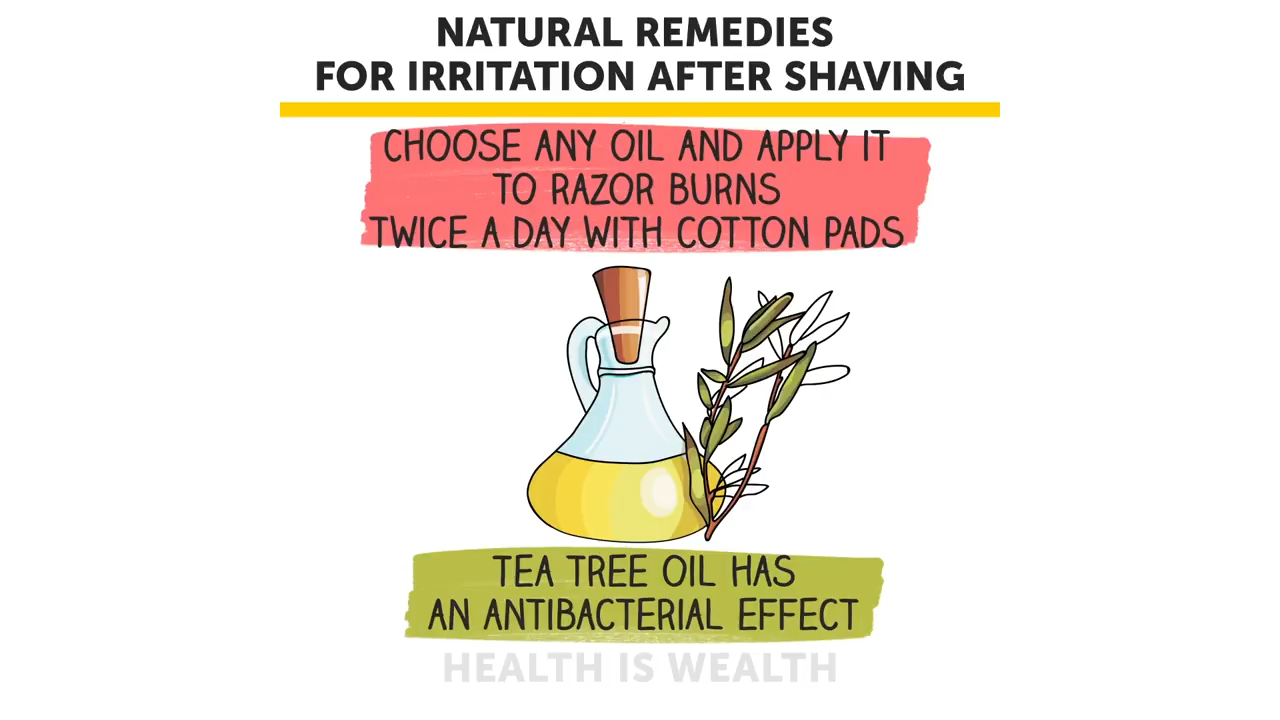 NATURAL REMEDIES
FOR IRRITATION AFTER SHAVING
CHOOSE ANY OIL AND APPLY IT
TO RAZOR BURNS
TWICE A DAY WITH COTTON PADS
TEA TREE OIL HAS
AN ANTIBACTERIAL EFFECT
HEALTH IS WEALTH